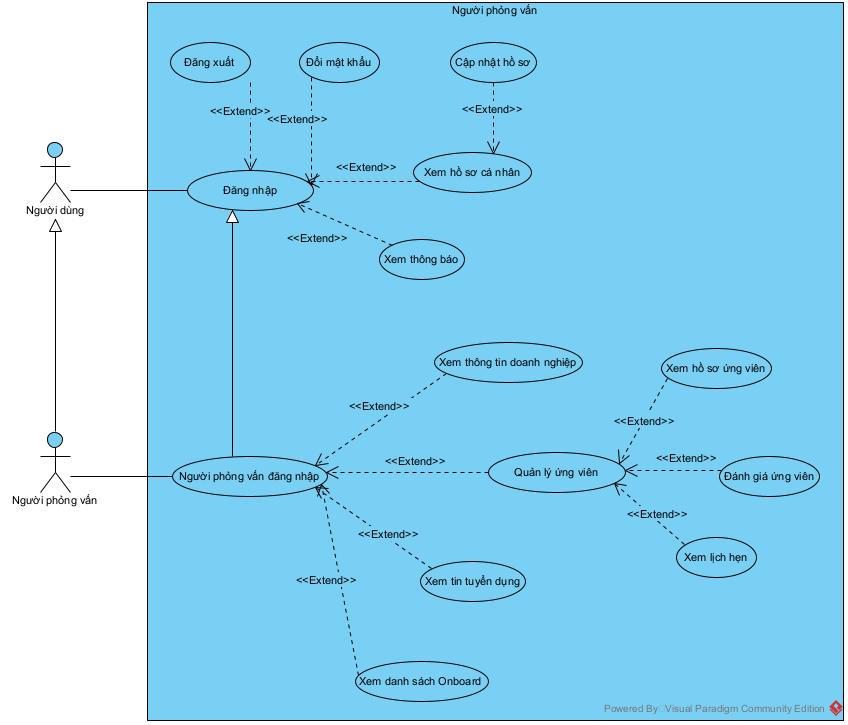 Người phỏng vấn
Đăng xuất
Đổi mật khẩu
Cập nhật hồ sơ
<<Extend>>
<<Extend>>
<<Extend>>
Người dùng
Đăng nhập
<<Extend>>
Xem hồ sơ cá nhân
<<Extend>>
Xem thông báo
Xem thông tin doanh nghiệp
Xem hồ sơ ứng viên
<<Extend>>
<<Extend>>
Người phỏng vấn
Người phỏng vấn đăng nhập
<<Extend>>
Quản lý ứng viên
<<Extend>>
Đánh giá ứng viên
<<Extend>>
Xem lịch hẹn
<<Extend>>
Xem tin tuyển dụng
<<Extend>>
Xem danh sách Onboard
Powered By Visual Paradigm Community Edition